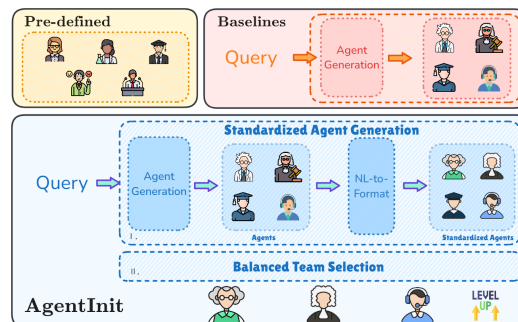 Pre-defined
Baselines
Query
Agent
Generation
Standardized Agent Generation
Query
Agent
Generation
NL-to-
Format
Agents
Standardized Agents
I.
II.
Balanced Team Selection
AgentInit
LEVEL
UP